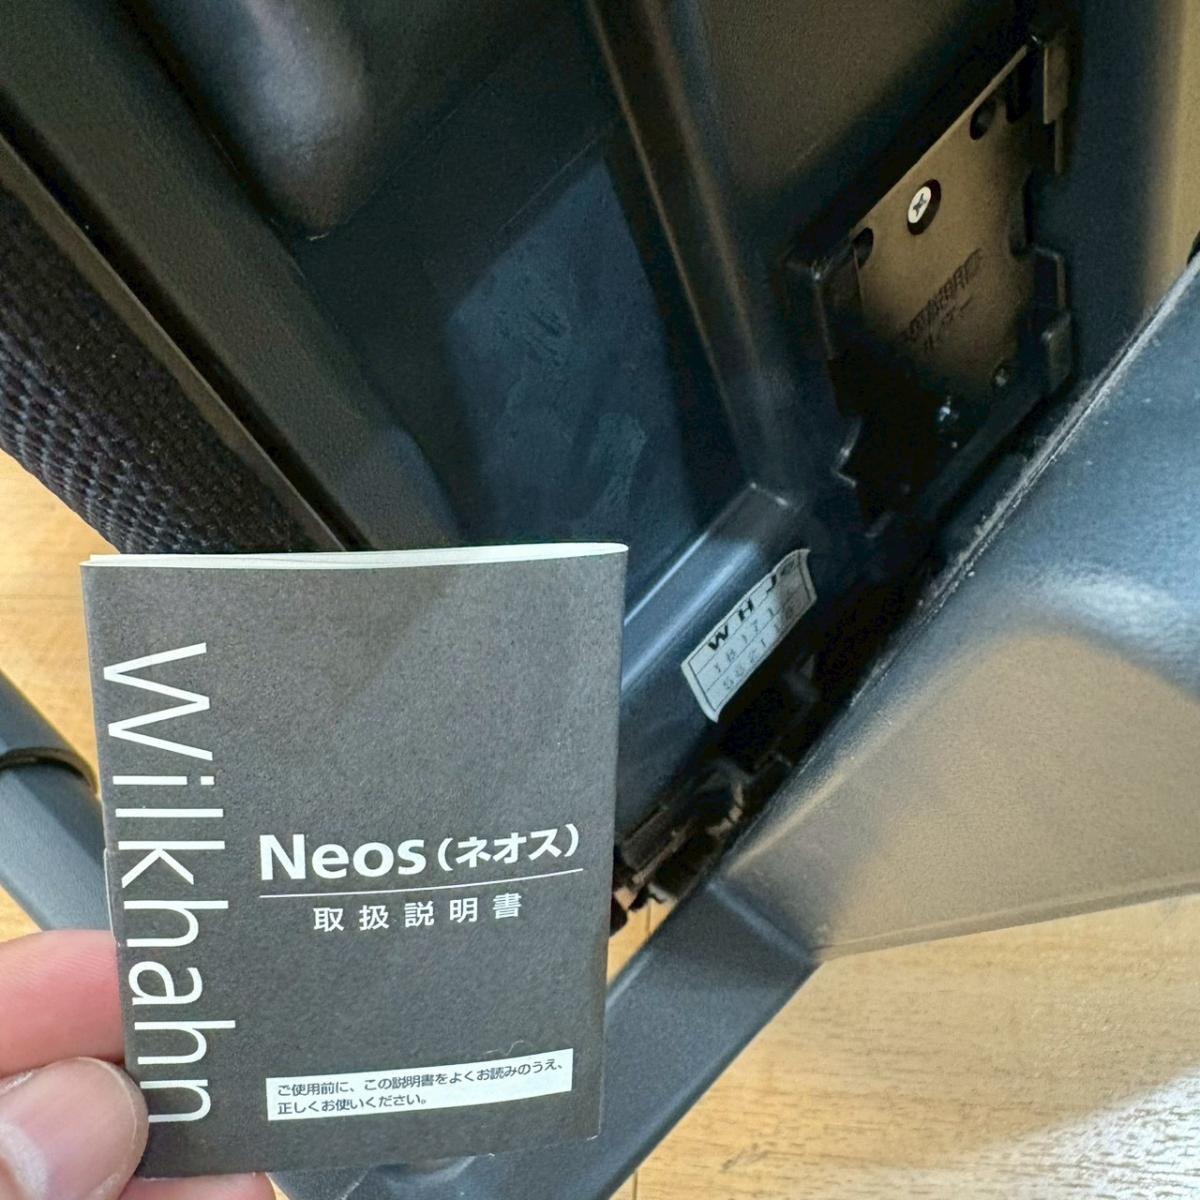 Wilkhahn
Neos（ネオス）
取扱説明書
ご使用前に、この説明書をよくお読みのうえ、
正しくお使いください。
W H J